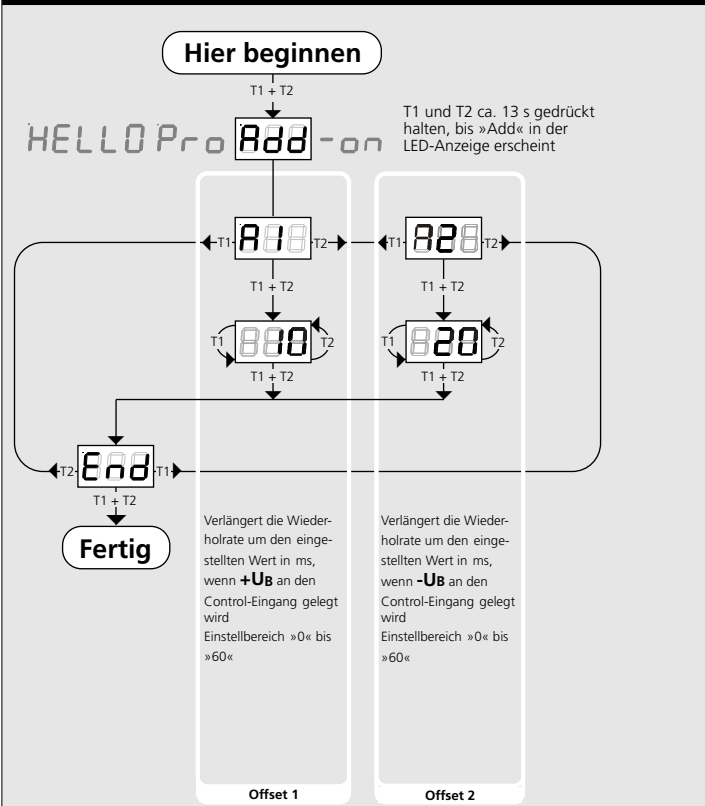 Hier beginnen
T1 + T2
T1 und T2 ca. 13 s gedrückt
halten, bis »Add« in der
LED-Anzeige erscheint
HELLO Pro Add-on
T1 A1 T2 T1 A2 T2
T1 + T2 T1 + T2
T1 10 T2 T1 20 T2
T1 + T2 T1 + T2
T2 End T1
T1 + T2
Fertig
Verlängert die Wieder-
holrate um den einge-
stellten Wert in ms,
wenn +UB an den
Control-Eingang gelegt
wird
Einstellbereich »0« bis
»60«
Offset 1
Verlängert die Wieder-
holrate um den einge-
stellten Wert in ms,
wenn -UB an den
Control-Eingang gelegt
wird
Einstellbereich »0« bis
»60«
Offset 2